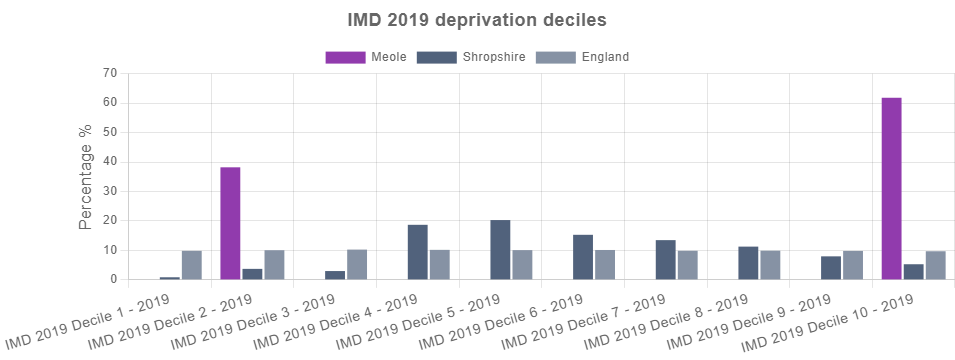 IMD 2019 deprivation deciles
Meole Shropshire England
Percentage %
70
60
50
40
30
20
10
0
IMD 2019 Decile 1 - 2019
IMD 2019 Decile 2 - 2019
IMD 2019 Decile 3 - 2019
IMD 2019 Decile 4 - 2019
IMD 2019 Decile 5 - 2019
IMD 2019 Decile 6 - 2019
IMD 2019 Decile 7 - 2019
IMD 2019 Decile 8 - 2019
IMD 2019 Decile 9 - 2019
IMD 2019 Decile 10 - 2019